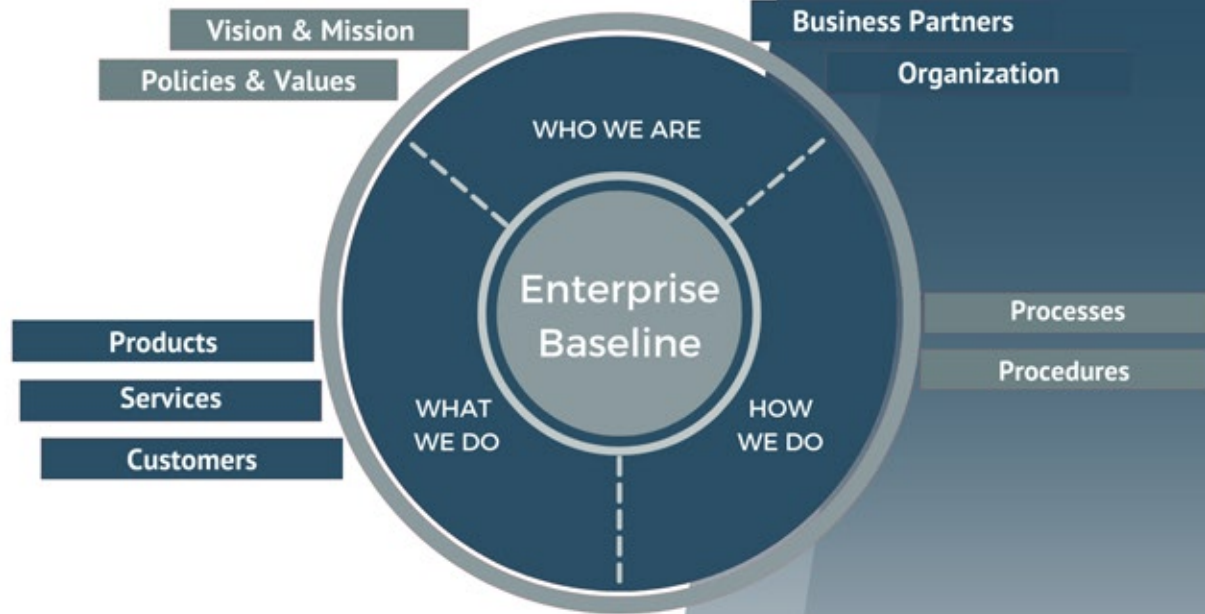 Vision & Mission
Policies & Values
Business Partners
Organization
WHO WE ARE
Enterprise
Baseline
Products
Services
Customers
WHAT
WE DO
HOW
WE DO
Processes
Procedures